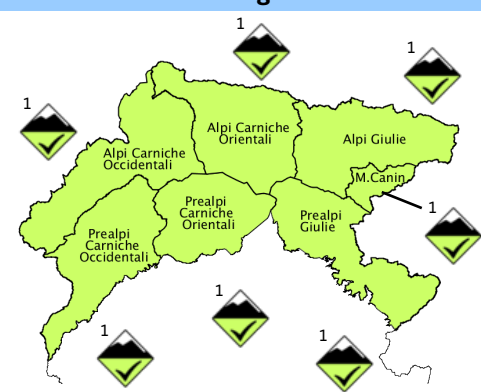 1
1
1
Alpi Carniche
Orientali
Alpi Giulie
Alpi Carniche
Occidentali
M.Canin
1
Prealpi
Carniche
Orientali
Prealpi
Giulie
Prealpi
Carniche
Occidentali
1
1
1